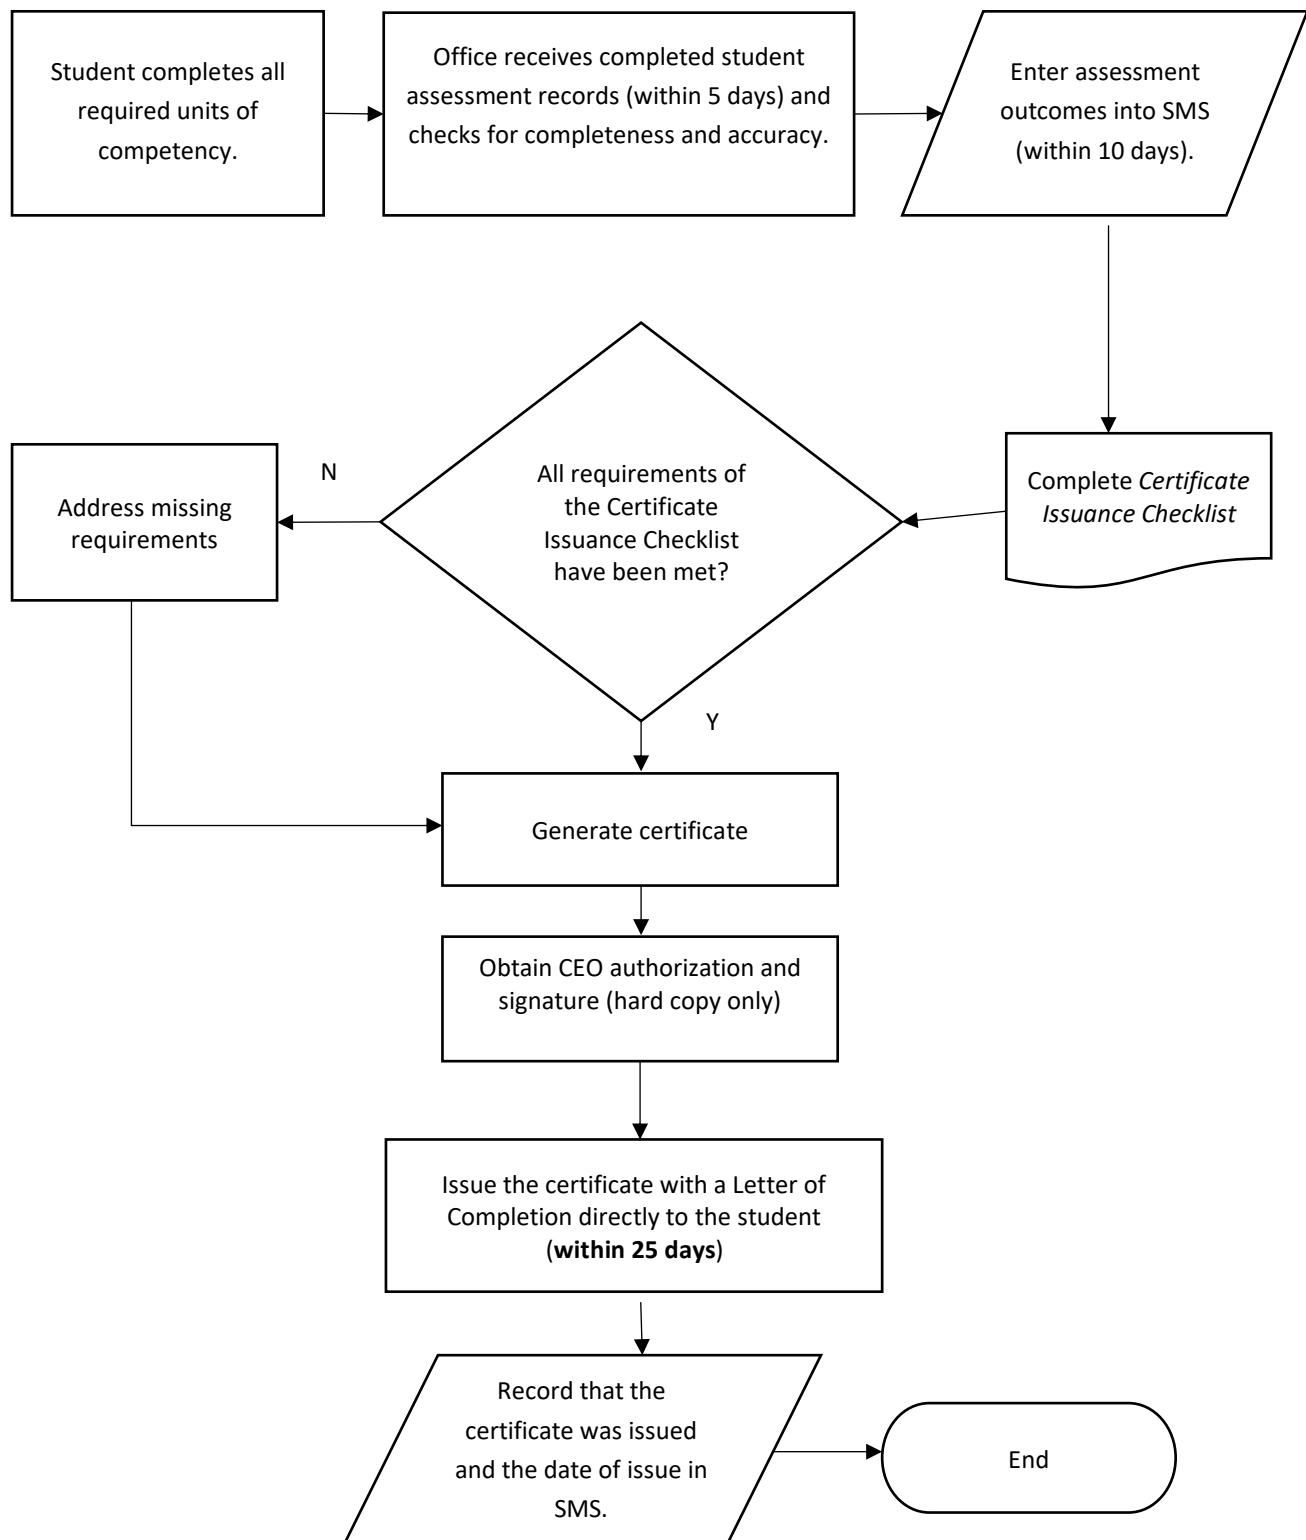 Student completes all
required units of
competency.
Office receives completed student
assessment records (within 5 days) and
checks for completeness and accuracy.
Enter assessment
outcomes into SMS
(within 10 days).
Complete Certificate
Issuance Checklist
All requirements of
the Certificate
Issuance Checklist
have been met?
N
Address missing
requirements
Y
Generate certificate
Obtain CEO authorization and
signature (hard copy only)
Issue the certificate with a Letter of
Completion directly to the student
(within 25 days)
Record that the
certificate was issued
and the date of issue in
SMS.
End